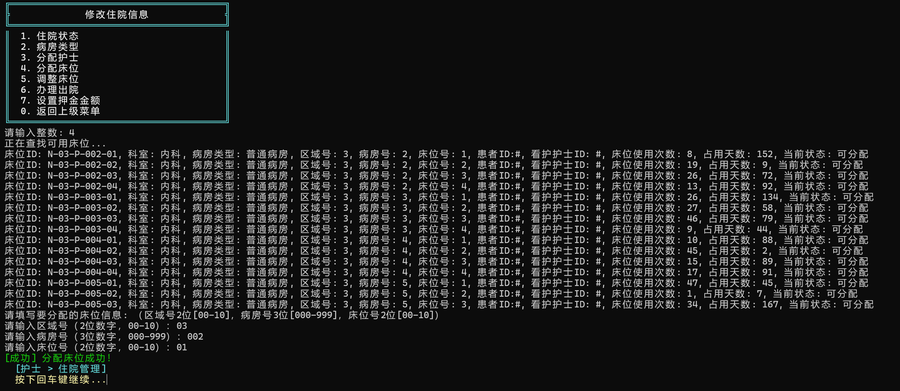 修改住院信息
1. 住院状态
2. 病房类型
3. 分配护士
4. 分配床位
5. 调整床位
6. 办理出院
7. 设置押金金额
0. 返回上级菜单
请输入整数: 4
正在查找可用床位...
床位ID: N-03-P-002-01, 科室: 内科, 病房类型: 普通病房, 区域号: 3, 病房号: 2, 床位号: 1, 患者ID:#, 看护护士ID: #, 床位使用次数: 8, 占用天数: 152, 当前状态: 可分配
床位ID: N-03-P-002-02, 科室: 内科, 病房类型: 普通病房, 区域号: 3, 病房号: 2, 床位号: 2, 患者ID:#, 看护护士ID: #, 床位使用次数: 19, 占用天数: 9, 当前状态: 可分配
床位ID: N-03-P-002-03, 科室: 内科, 病房类型: 普通病房, 区域号: 3, 病房号: 2, 床位号: 3, 患者ID:#, 看护护士ID: #, 床位使用次数: 26, 占用天数: 72, 当前状态: 可分配
床位ID: N-03-P-002-04, 科室: 内科, 病房类型: 普通病房, 区域号: 3, 病房号: 2, 床位号: 4, 患者ID:#, 看护护士ID: #, 床位使用次数: 13, 占用天数: 92, 当前状态: 可分配
床位ID: N-03-P-003-01, 科室: 内科, 病房类型: 普通病房, 区域号: 3, 病房号: 3, 床位号: 1, 患者ID:#, 看护护士ID: #, 床位使用次数: 26, 占用天数: 134, 当前状态: 可分配
床位ID: N-03-P-003-02, 科室: 内科, 病房类型: 普通病房, 区域号: 3, 病房号: 3, 床位号: 2, 患者ID:#, 看护护士ID: #, 床位使用次数: 27, 占用天数: 58, 当前状态: 可分配
床位ID: N-03-P-003-03, 科室: 内科, 病房类型: 普通病房, 区域号: 3, 病房号: 3, 床位号: 3, 患者ID:#, 看护护士ID: #, 床位使用次数: 46, 占用天数: 79, 当前状态: 可分配
床位ID: N-03-P-003-04, 科室: 内科, 病房类型: 普通病房, 区域号: 3, 病房号: 3, 床位号: 4, 患者ID:#, 看护护士ID: #, 床位使用次数: 9, 占用天数: 44, 当前状态: 可分配
床位ID: N-03-P-004-01, 科室: 内科, 病房类型: 普通病房, 区域号: 3, 病房号: 4, 床位号: 1, 患者ID:#, 看护护士ID: #, 床位使用次数: 10, 占用天数: 88, 当前状态: 可分配
床位ID: N-03-P-004-02, 科室: 内科, 病房类型: 普通病房, 区域号: 3, 病房号: 4, 床位号: 2, 患者ID:#, 看护护士ID: #, 床位使用次数: 45, 占用天数: 2, 当前状态: 可分配
床位ID: N-03-P-004-03, 科室: 内科, 病房类型: 普通病房, 区域号: 3, 病房号: 4, 床位号: 3, 患者ID:#, 看护护士ID: #, 床位使用次数: 15, 占用天数: 89, 当前状态: 可分配
床位ID: N-03-P-004-04, 科室: 内科, 病房类型: 普通病房, 区域号: 3, 病房号: 4, 床位号: 4, 患者ID:#, 看护护士ID: #, 床位使用次数: 17, 占用天数: 91, 当前状态: 可分配
床位ID: N-03-P-005-01, 科室: 内科, 病房类型: 普通病房, 区域号: 3, 病房号: 5, 床位号: 1, 患者ID:#, 看护护士ID: #, 床位使用次数: 47, 占用天数: 45, 当前状态: 可分配
床位ID: N-03-P-005-02, 科室: 内科, 病房类型: 普通病房, 区域号: 3, 病房号: 5, 床位号: 2, 患者ID:#, 看护护士ID: #, 床位使用次数: 1, 占用天数: 7, 当前状态: 可分配
床位ID: N-03-P-005-03, 科室: 内科, 病房类型: 普通病房, 区域号: 3, 病房号: 5, 床位号: 3, 患者ID:#, 看护护士ID: #, 床位使用次数: 34, 占用天数: 167, 当前状态: 可分配
请填写要分配的床位信息: (区域号2位[00-10], 病房号3位[000-999], 床位号2位[00-10])
请输入区域号 (2位数字, 00-10) : 03
请输入病房号 (3位数字, 000-999) : 002
请输入床位号 (2位数字, 00-10) : 01
[成功] 分配床位成功!
[护士 > 住院管理]
按下回车键继续...